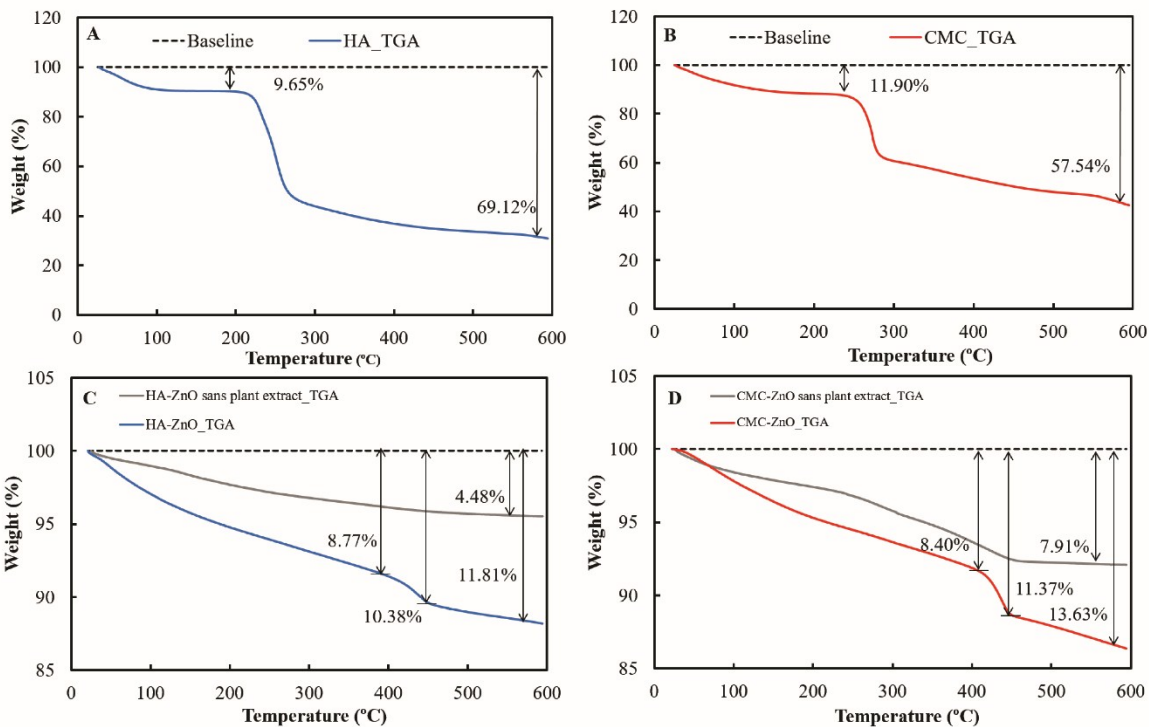 A
Baseline
HA_TGA
120
100
80
60
40
20
0
Weight (%)
9.65%
69.12%
0 100 200 300 400 500 600
Temperature (ºC)
B
Baseline
CMC_TGA
120
100
80
60
40
20
0
Weight (%)
11.90%
57.54%
0 100 200 300 400 500 600
Temperature (ºC)
C
HA-ZnO sans plant extract_TGA
HA-ZnO_TGA
105
100
95
90
85
Weight (%)
4.48%
8.77%
11.81%
10.38%
0 100 200 300 400 500 600
Temperature (ºC)
D
CMC-ZnO sans plant extract_TGA
CMC-ZnO_TGA
105
100
95
90
85
Weight (%)
8.40%
7.91%
11.37%
13.63%
0 100 200 300 400 500 600
Temperature (ºC)